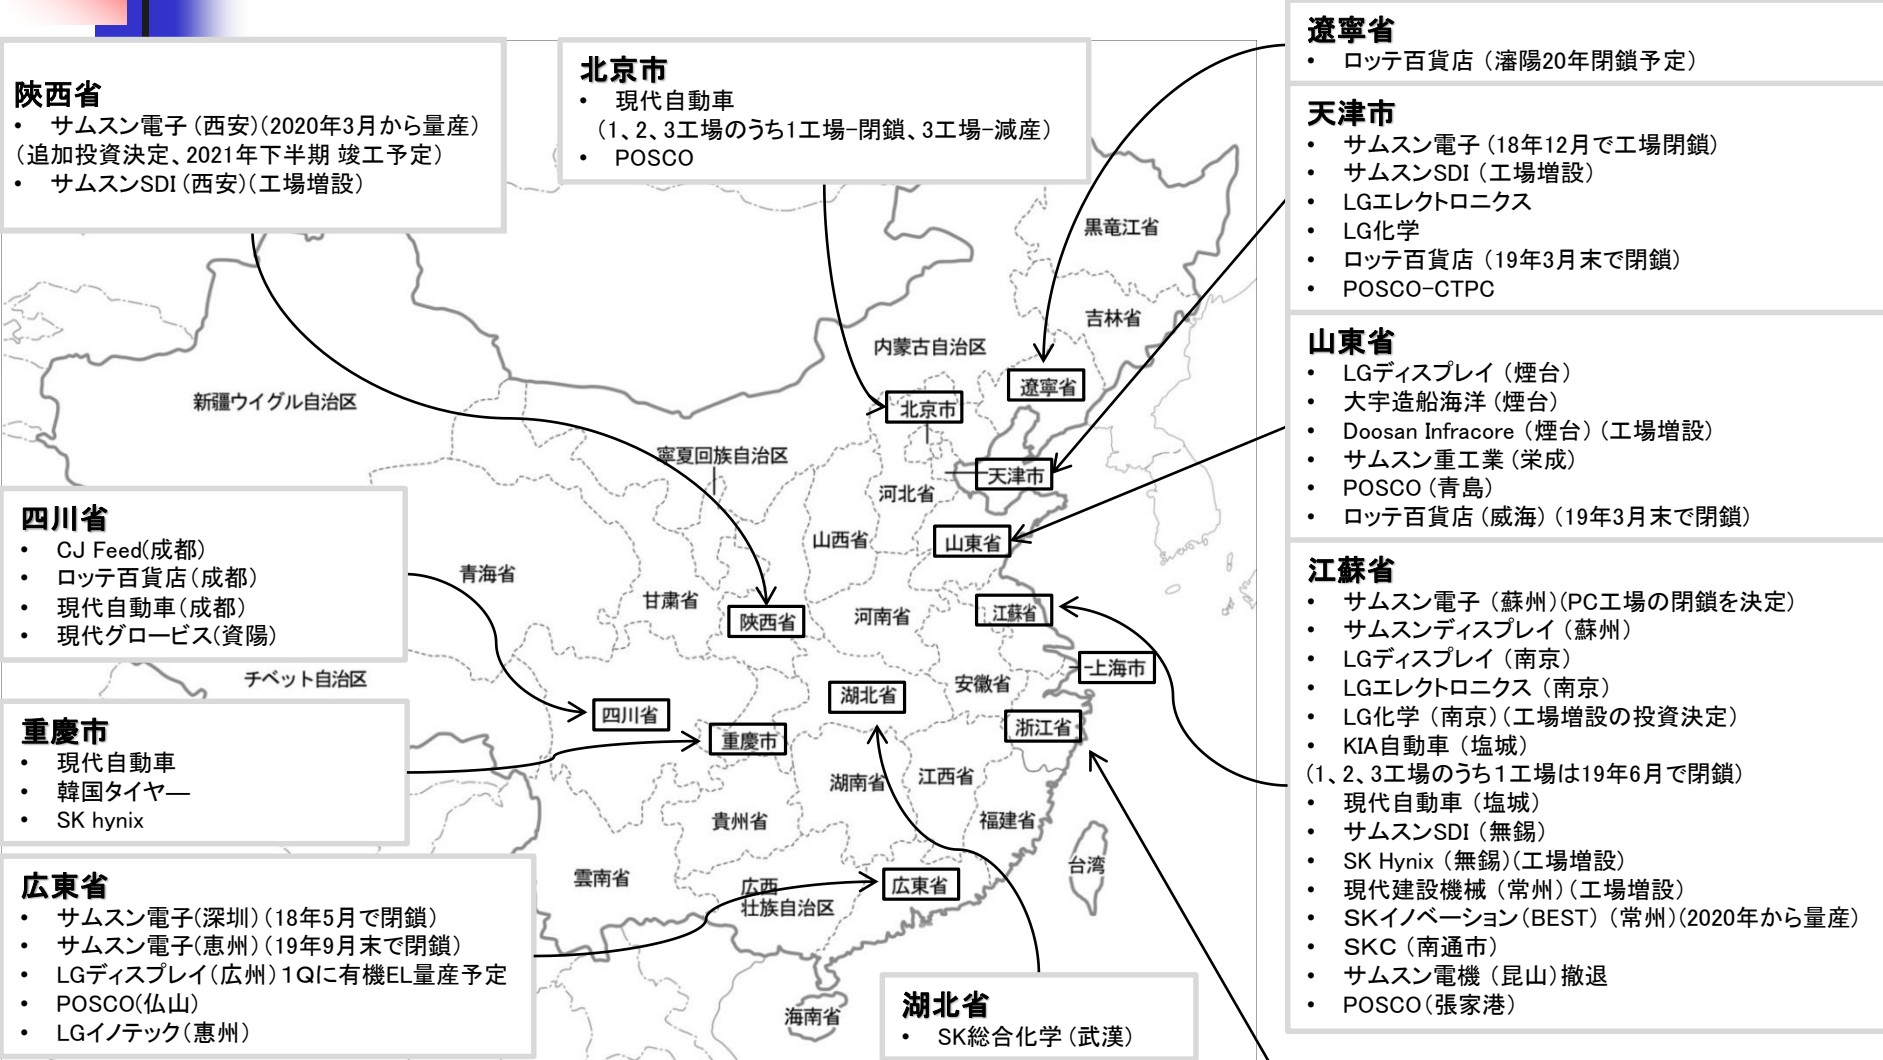 陝西省
• サムスン電子（西安）（2020年3月から量産）
（追加投資決定、2021年下半期 竣工予定）
• サムスンSDI（西安）（工場増設）
北京市
• 現代自動車
（1、2、3工場のうち1工場-閉鎖、3工場-減産）
• POSCO
遼寧省
• ロッテ百貨店（瀋陽20年閉鎖予定）
天津市
• サムスン電子（18年12月で工場閉鎖）
• サムスンSDI（工場増設）
• LGエレクトロニクス
• LG化学
• ロッテ百貨店（19年3月末で閉鎖）
• POSCO-CTPC
山東省
• LGディスプレイ（煙台）
• 大宇造船海洋（煙台）
• Doosan Infracore（煙台）（工場増設）
• サムスン重工業（栄成）
• POSCO（青島）
• ロッテ百貨店（威海）（19年3月末で閉鎖）
江蘇省
• サムスン電子（蘇州）（PC工場の閉鎖を決定）
• サムスンディスプレイ（蘇州）
• LGディスプレイ（南京）
• LGエレクトロニクス（南京）
• LG化学（南京）（工場増設の投資決定）
• KIA自動車（塩城）
（1、2、3工場のうち1工場は19年6月で閉鎖）
• 現代自動車（塩城）
• サムスンSDI（無錫）
• SK Hynix（無錫）（工場増設）
• 現代建設機械（常州）（工場増設）
• SKイノベーション（BEST）（常州）（2020年から量産）
• SKC（南通市）
• サムスン電機（昆山）撤退
• POSCO（張家港）
四川省
• CJ Feed(成都)
• ロッテ百貨店（成都）
• 現代自動車（成都）
• 現代グロービス(資陽)
重慶市
• 現代自動車
• 韓国タイヤ―
• SK hynix
広東省
• サムスン電子(深圳)（18年5月で閉鎖）
• サムスン電子(惠州)（19年9月末で閉鎖）
• LGディスプレイ(広州)１Qに有機EL量産予定
• POSCO(仏山)
• LGイノテック(惠州)
湖北省
• SK総合化学（武漢）
黒竜江省
吉林省
内蒙古自治区
遼寧省
新疆ウイグル自治区
北京市
寧夏回族自治区
天津市
河北省
山西省
山東省
青海省
甘粛省
陝西省
河南省
江蘇省
チベット自治区
上海市
安徽省
湖北省
四川省
重慶市
浙江省
湖南省
江西省
貴州省
福建省
台湾
雲南省
広西
壮族自治区
広東省
海南省